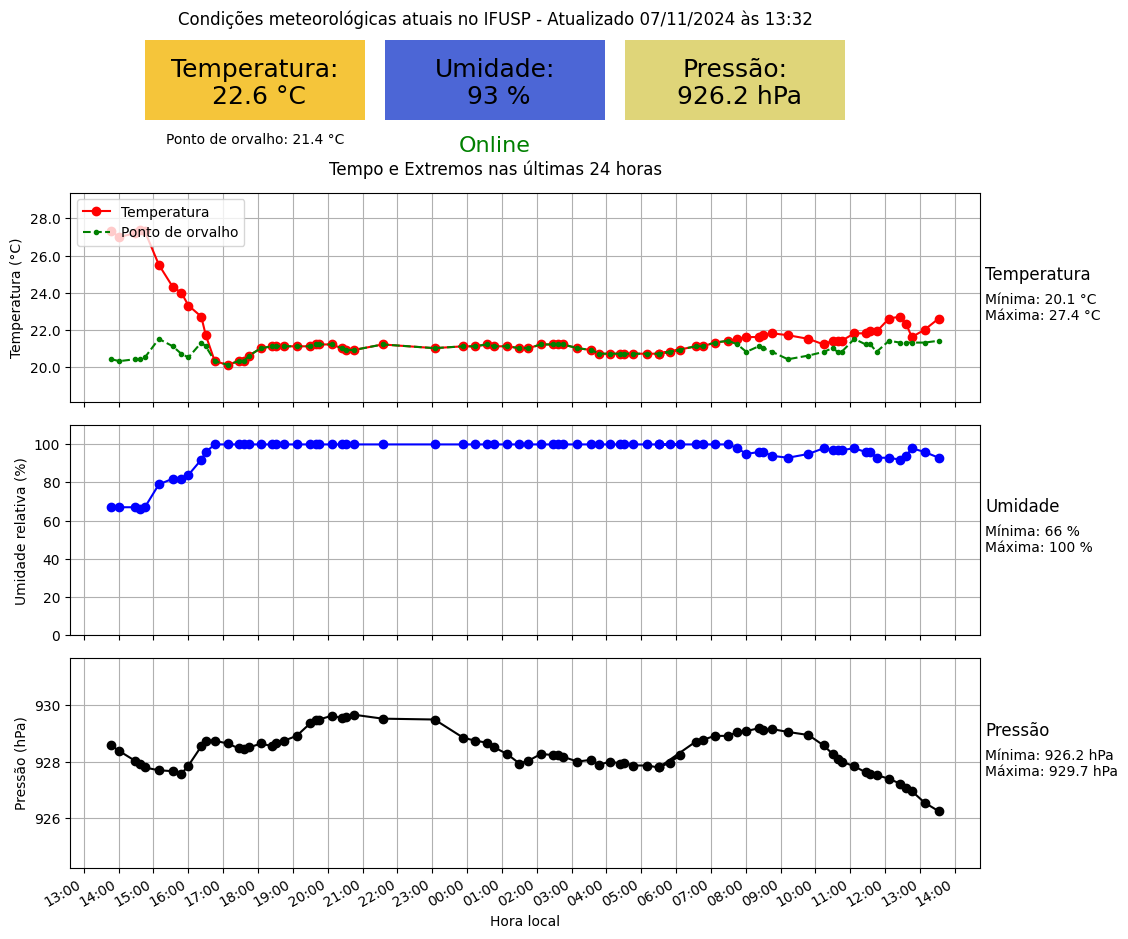 Condições meteorológicas atuais no IFUSP - Atualizado 07/11/2024 às 13:32
Temperatura:
22.6 °C
Umidade:
93 %
Pressão:
926.2 hPa
Ponto de orvalho: 21.4 °C
Online
Tempo e Extremos nas últimas 24 horas
Temperatura
Ponto de orvalho
Temperatura (°C)
28.0
26.0
24.0
22.0
20.0
Temperatura
Mínima: 20.1 °C
Máxima: 27.4 °C
Umidade relativa (%)
100
80
60
40
20
0
Umidade
Mínima: 66 %
Máxima: 100 %
Pressão (hPa)
930
928
926
Pressão
Mínima: 926.2 hPa
Máxima: 929.7 hPa
13:00 14:00 15:00 16:00 17:00 18:00 19:00 20:00 21:00 22:00 23:00 00:00 01:00 02:00 03:00 04:00 05:00 06:00 07:00 08:00 09:00 10:00 11:00 12:00 13:00 14:00
Hora local